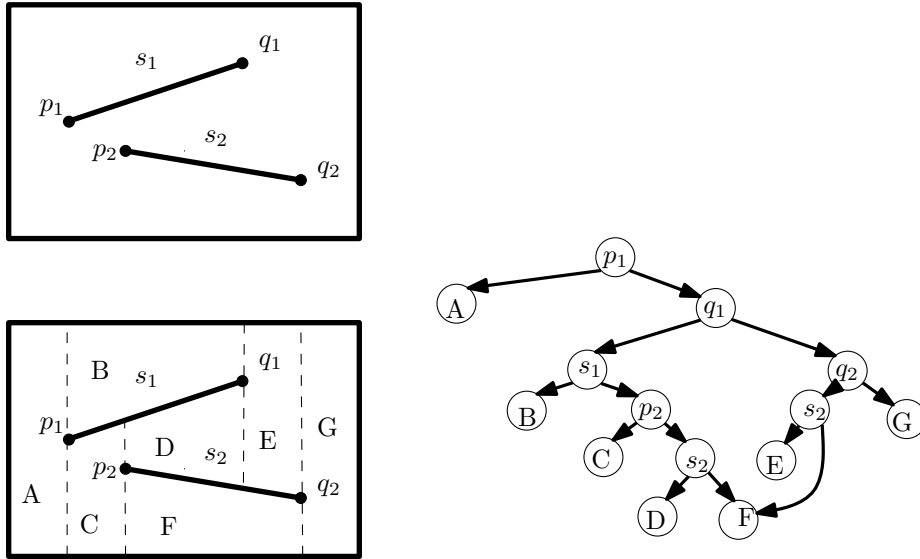 q₁
s₁
p₁
s₂
p₂
q₂
p₁
A
q₁
s₁
q₂
B
p₂
s₂
G
C
s₂
E
D
F
B
s₁
q₁
p₁
D
E
G
p₂
s₂
q₂
A
C
F